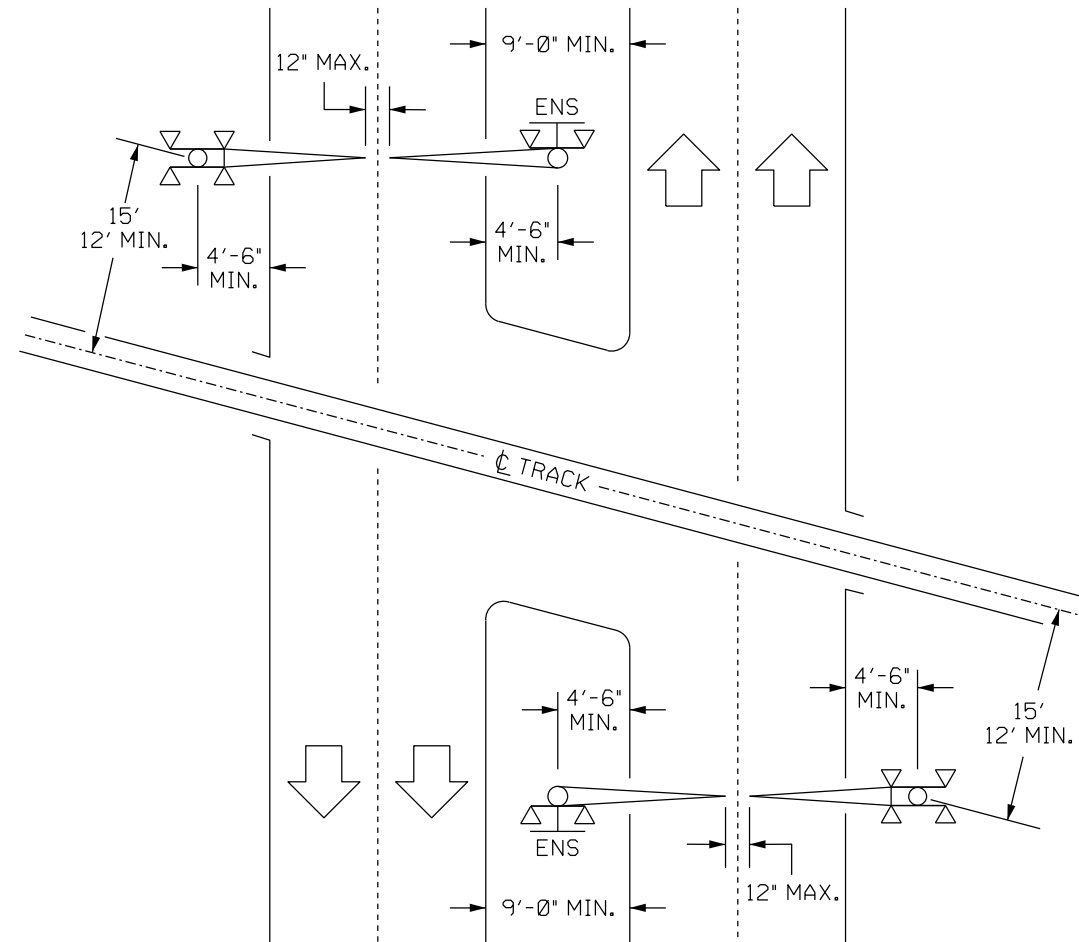 9'-0" MIN.
12" MAX.
ENS
15'
12' MIN.
4'-6"
MIN.
4'-6"
MIN.
℄ TRACK
4'-6"
MIN.
4'-6"
MIN.
15'
12' MIN.
ENS
12" MAX.
9'-0" MIN.